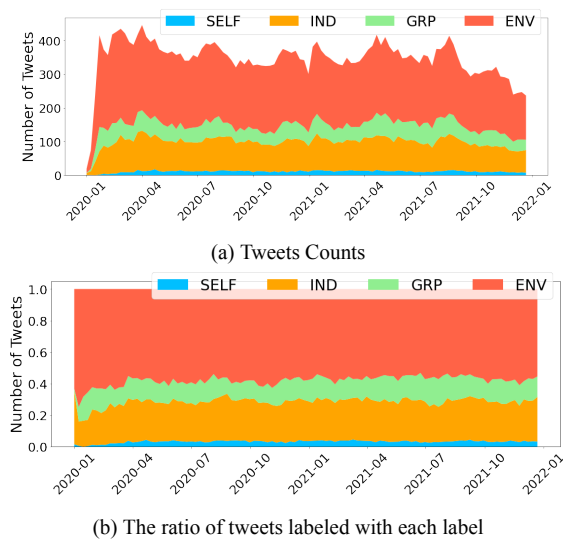 SELF IND GRP ENV
Number of Tweets
400
300
200
100
0
2020-01 2020-04 2020-07 2020-10 2021-01 2021-04 2021-07 2021-10 2022-01
(a) Tweets Counts
SELF IND GRP ENV
Number of Tweets
1.0
0.8
0.6
0.4
0.2
0.0
2020-01 2020-04 2020-07 2020-10 2021-01 2021-04 2021-07 2021-10 2022-01
(b) The ratio of tweets labeled with each label